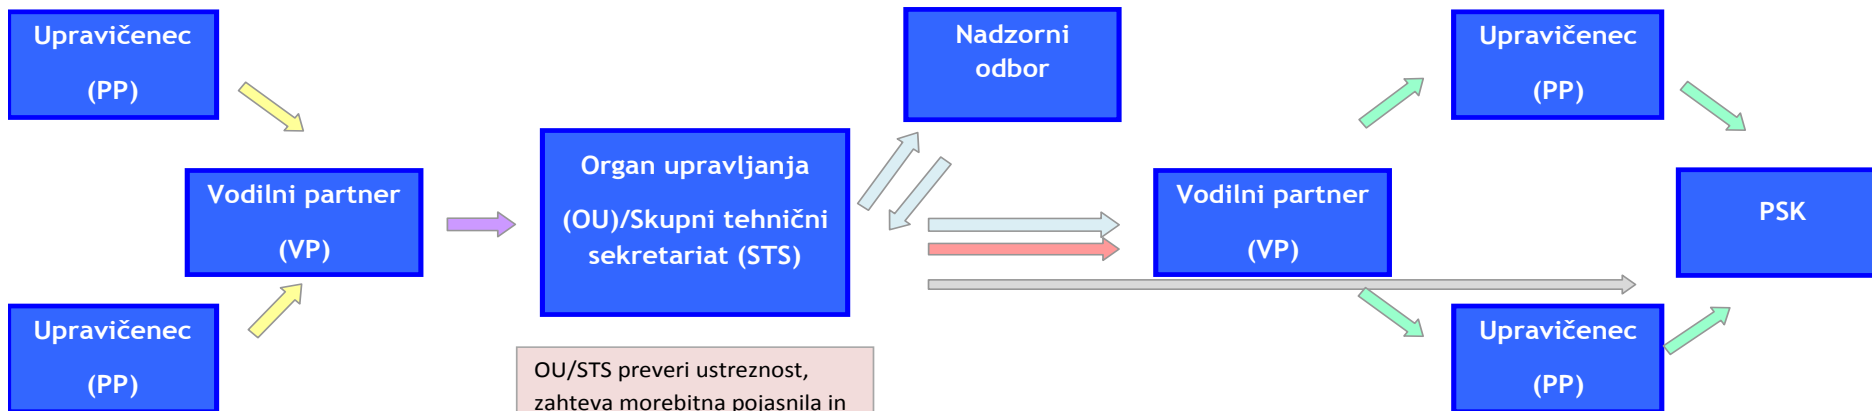 Upravičenec
(PP)
Upravičenec
(PP)
Vodilni partner
(VP)
Organ upravljanja
(OU)/Skupni tehnični
sekretariat (STS)
OU/STS preveri ustreznost,
zahteva morebitna pojasnila in
Nadzorni
odbor
Vodilni partner
(VP)
Upravičenec
(PP)
Upravičenec
(PP)
PSK